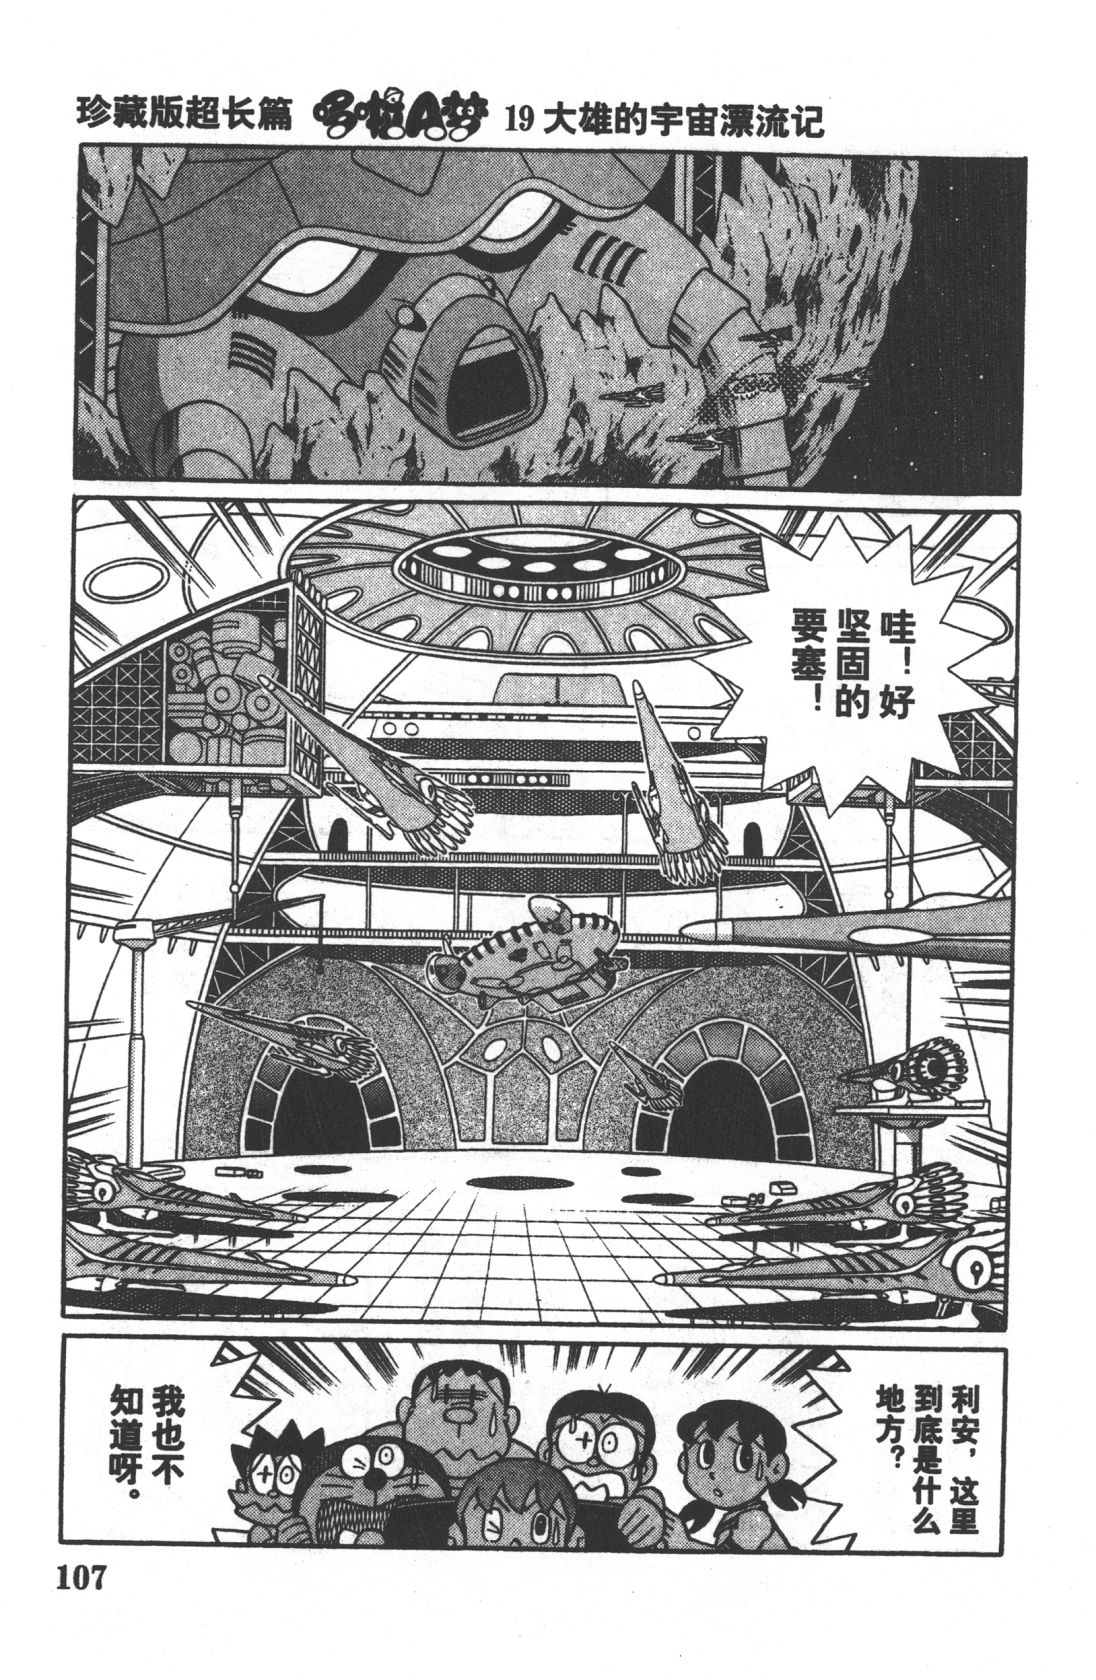 珍藏版超长篇 哆啦A梦 19 大雄的宇宙漂流记
哇！好
坚固的
要塞！
利安，这里
到底是什么
地方？
我也不
知道呀。
107